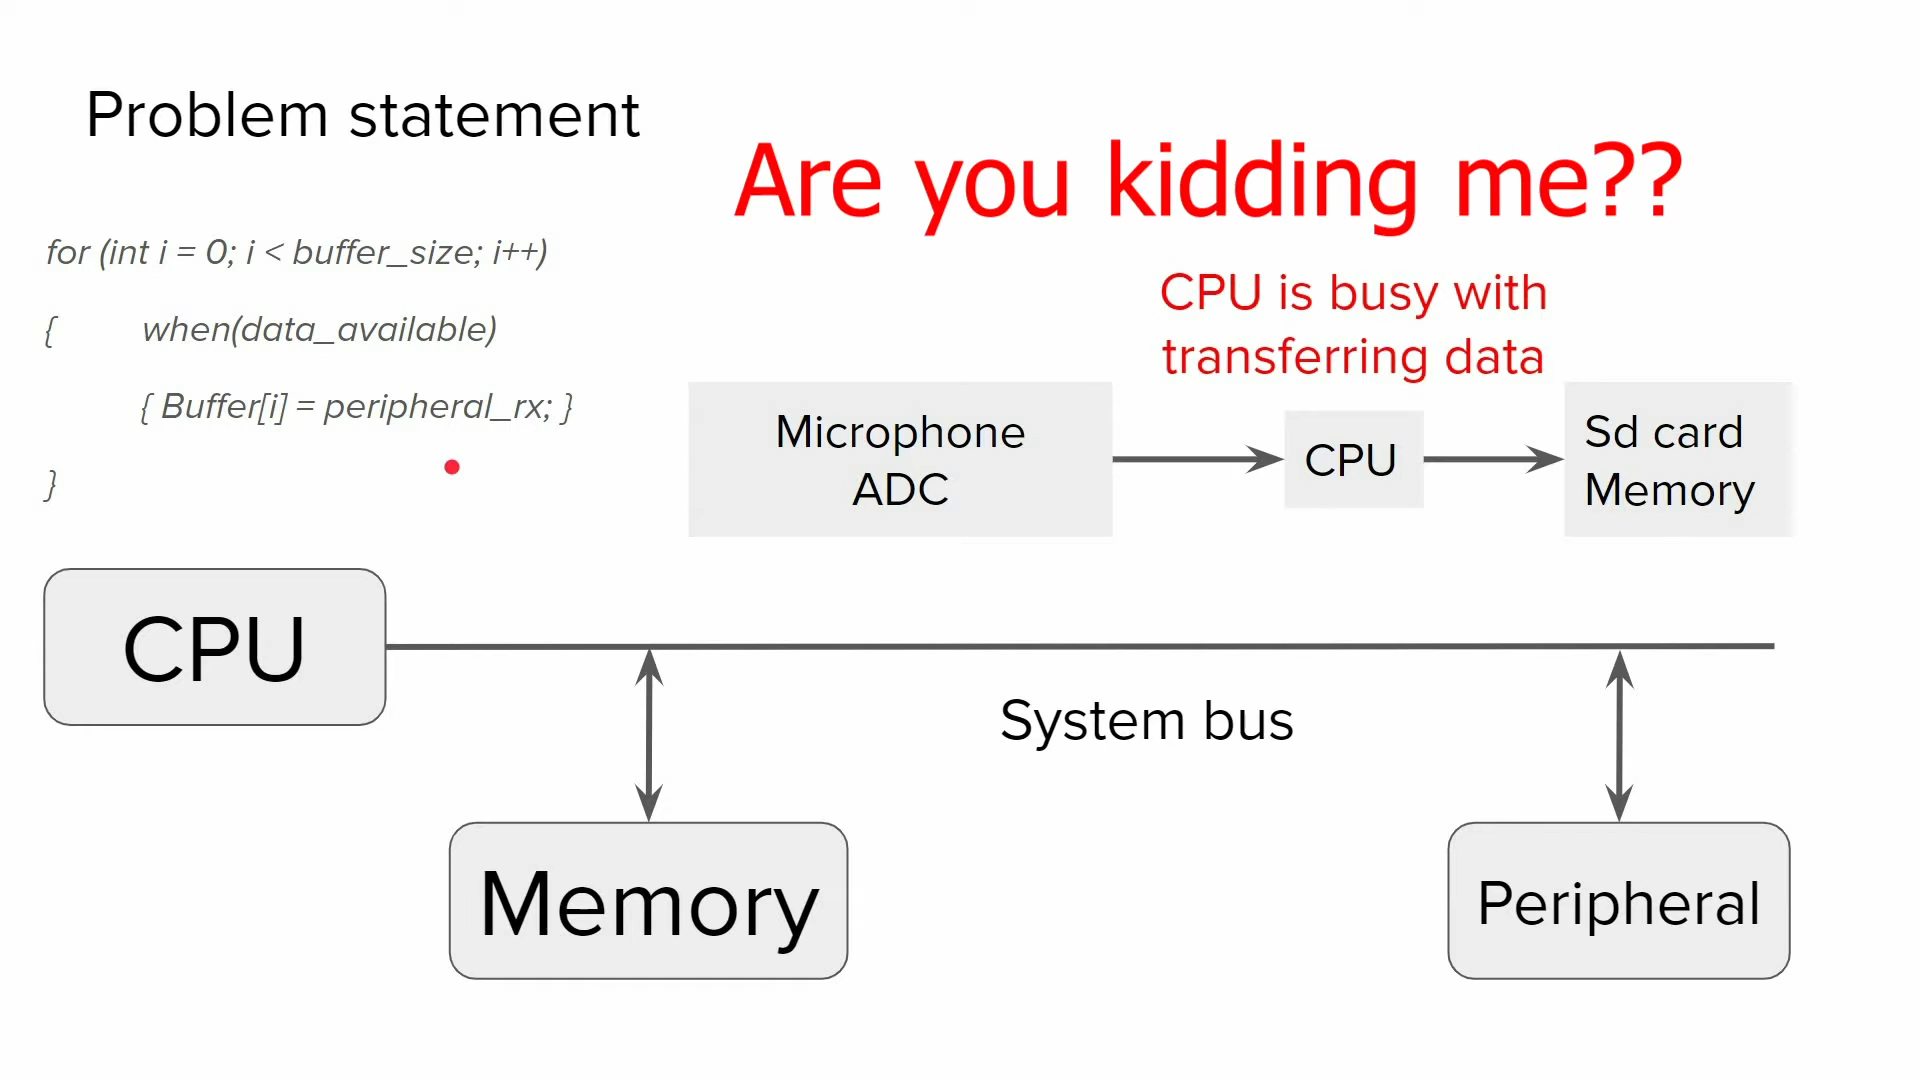 Problem statement
Are you kidding me??
for (int i = 0; i < buffer_size; i++)
{ when(data_available)
{ Buffer[i] = peripheral_rx; }
}
CPU is busy with
transferring data
Microphone
ADC
CPU
Sd card
Memory
CPU
System bus
Memory
Peripheral